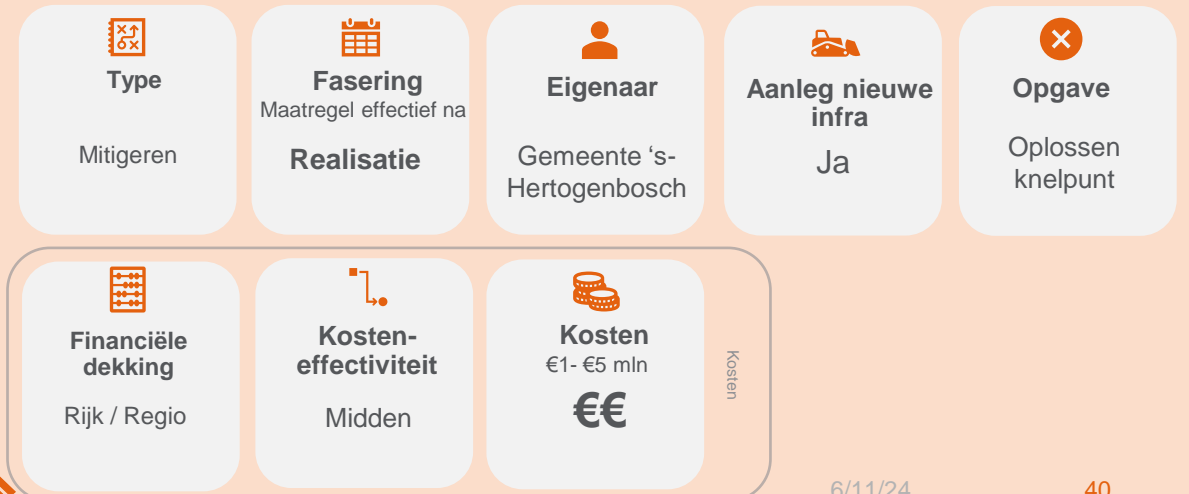 Type
Mitigeren
Fasering
Maatregel effectief na
Realisatie
Eigenaar
Gemeente ‘s-
Hertogenbosch
Aanleg nieuwe
infra
Ja
Opgave
Oplossen
knelpunt
Financiële
dekking
Rijk / Regio
Kosten-
effectiviteit
Midden
Kosten
€1- €5 mln
€€
Kosten
6/11/24
40